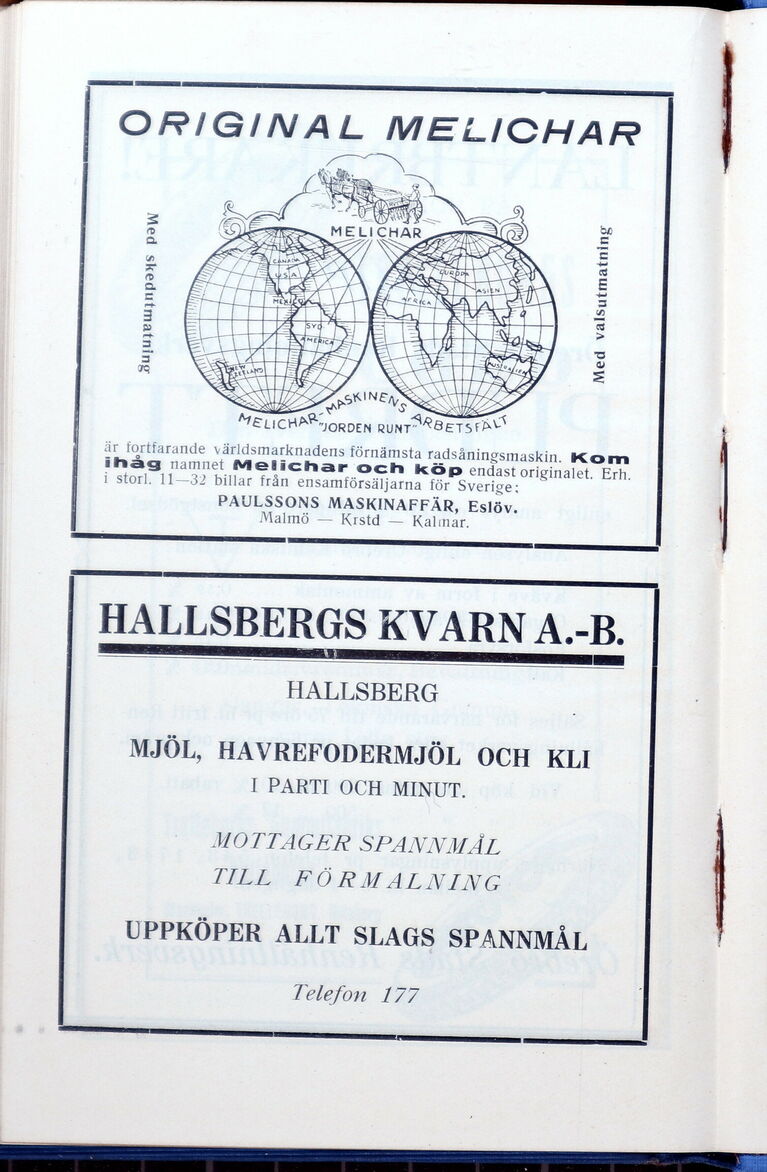 ORIGINAL MELICHAR
MELICHAR
Med skedutmatning
Med valsutmatning
CANADA
U.S.A
MEXICO
SYD
AMERICA
NEW
ZEELAND
EUROPA
ASIEN
AFRICA
AUSTRALIEN
MELICHAR-MASKINENS ARBETSFÄLT
"JORDEN RUNT"
är fortfarande världsmarknadens förnämsta radsåningsmaskin. Kom
ihåg namnet Melichar och köp endast originalet. Erh.
i storl. 11—32 billar från ensamförsäljarna för Sverige:
PAULSSONS MASKINAFFÄR, Eslöv.
Malmö — Krstd — Kalmar.
HALLSBERGS KVARN A.-B.
HALLSBERG
MJÖL, HAVREFODERMJÖL OCH KLI
I PARTI OCH MINUT.
MOTTAGER SPANNMÅL
TILL FÖRMALNING
UPPKÖPER ALLT SLAGS SPANNMÅL
Telefon 177